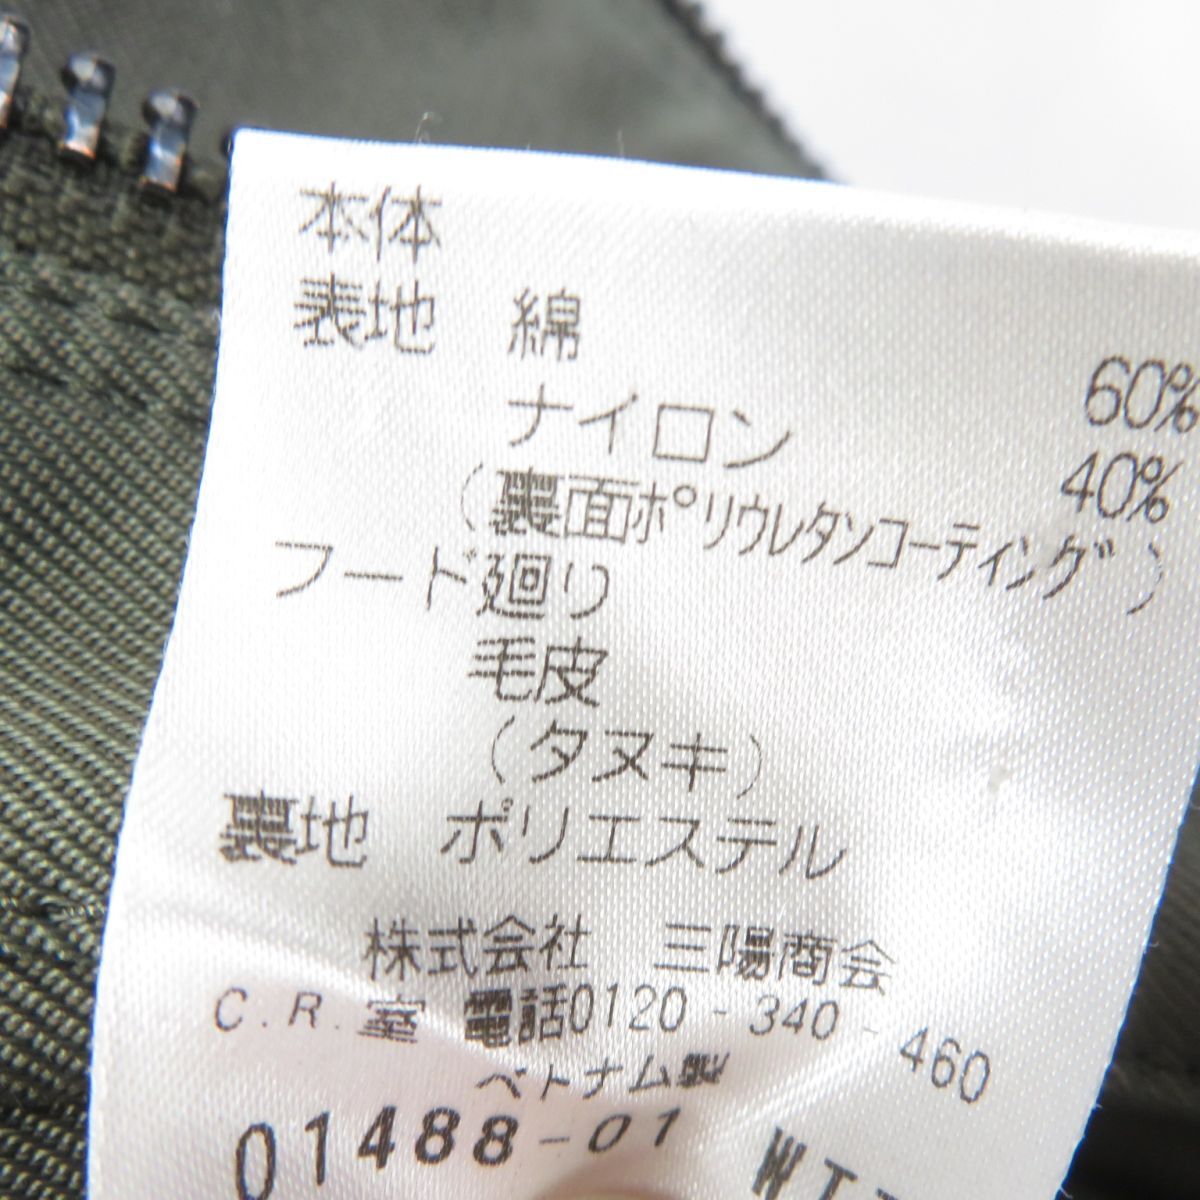 本体
表地 綿 60%
ナイロン 40%
(裏面ポリウレタンコーティング)
フード廻り
毛皮
(タヌキ)
裏地 ポリエステル
株式会社 三陽商会
C.R.室 電話0120-340-460
ベトナム製
01488-01